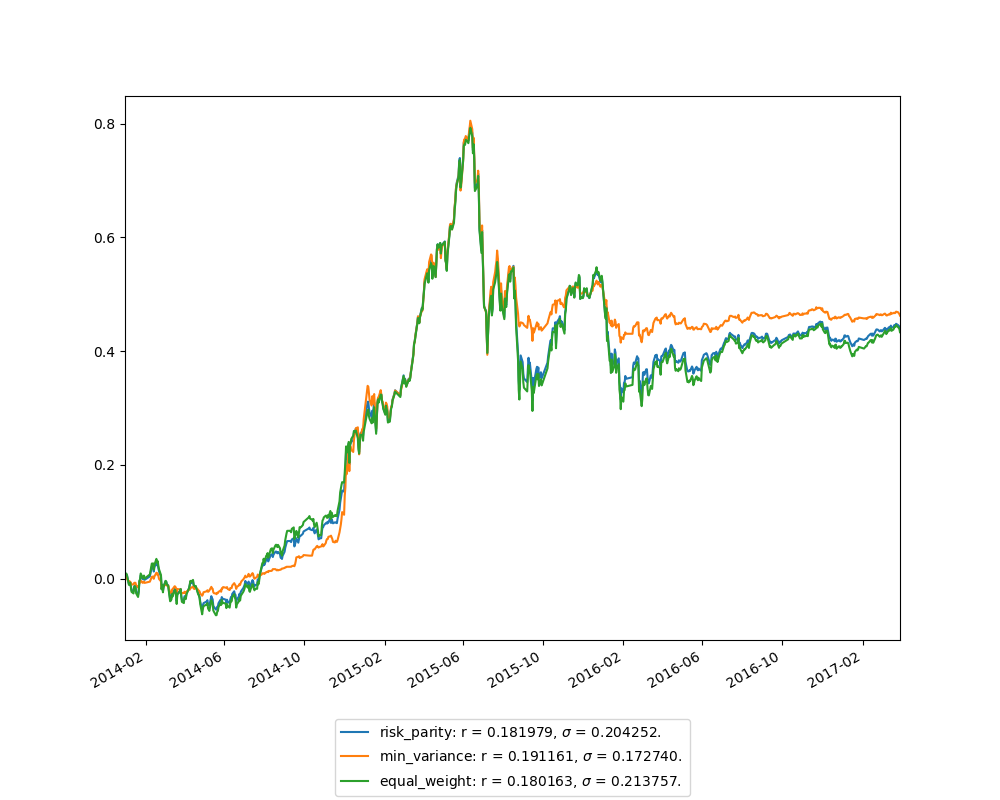 0.8
0.6
0.4
0.2
0.0
2014-02 2014-06 2014-10 2015-02 2015-06 2015-10 2016-02 2016-06 2016-10 2017-02
risk_parity: r = 0.181979, σ = 0.204252.
min_variance: r = 0.191161, σ = 0.172740.
equal_weight: r = 0.180163, σ = 0.213757.